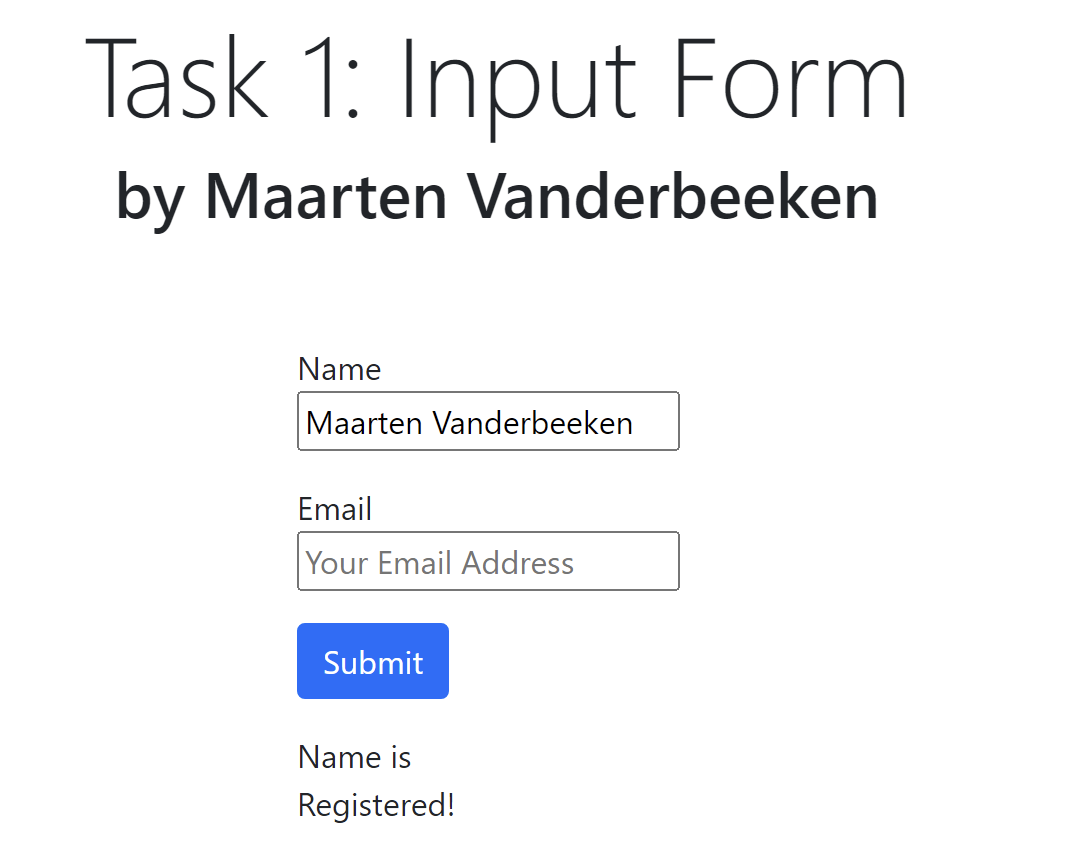 Task 1: Input Form
by Maarten Vanderbeeken
Name
Maarten Vanderbeeken
Email
Your Email Address
Submit
Name is
Registered!